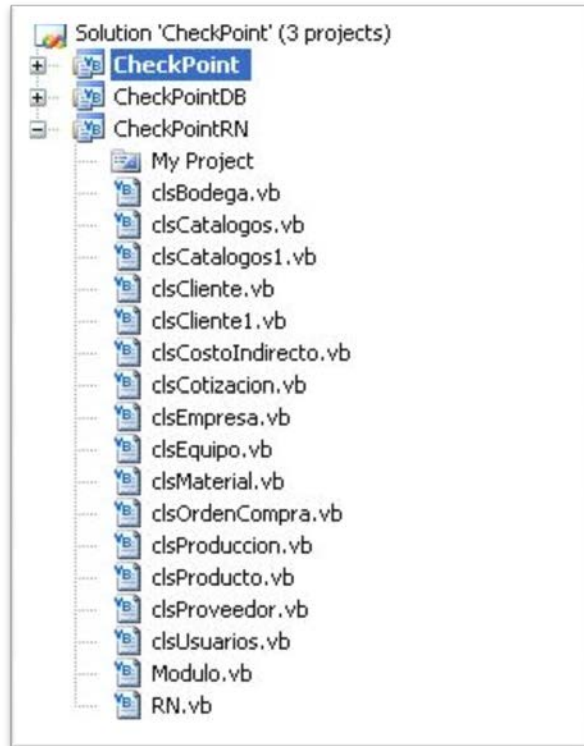 Solution 'CheckPoint' (3 projects)
CheckPoint
CheckPointDB
CheckPointRN
My Project
clsBodega.vb
clsCatalogos.vb
clsCatalogos1.vb
clsCliente.vb
clsCliente1.vb
clsCostoIndirecto.vb
clsCotizacion.vb
clsEmpresa.vb
clsEquipo.vb
clsMaterial.vb
clsOrdenCompra.vb
clsProduccion.vb
clsProducto.vb
clsProveedor.vb
clsUsuarios.vb
Modulo.vb
RN.vb